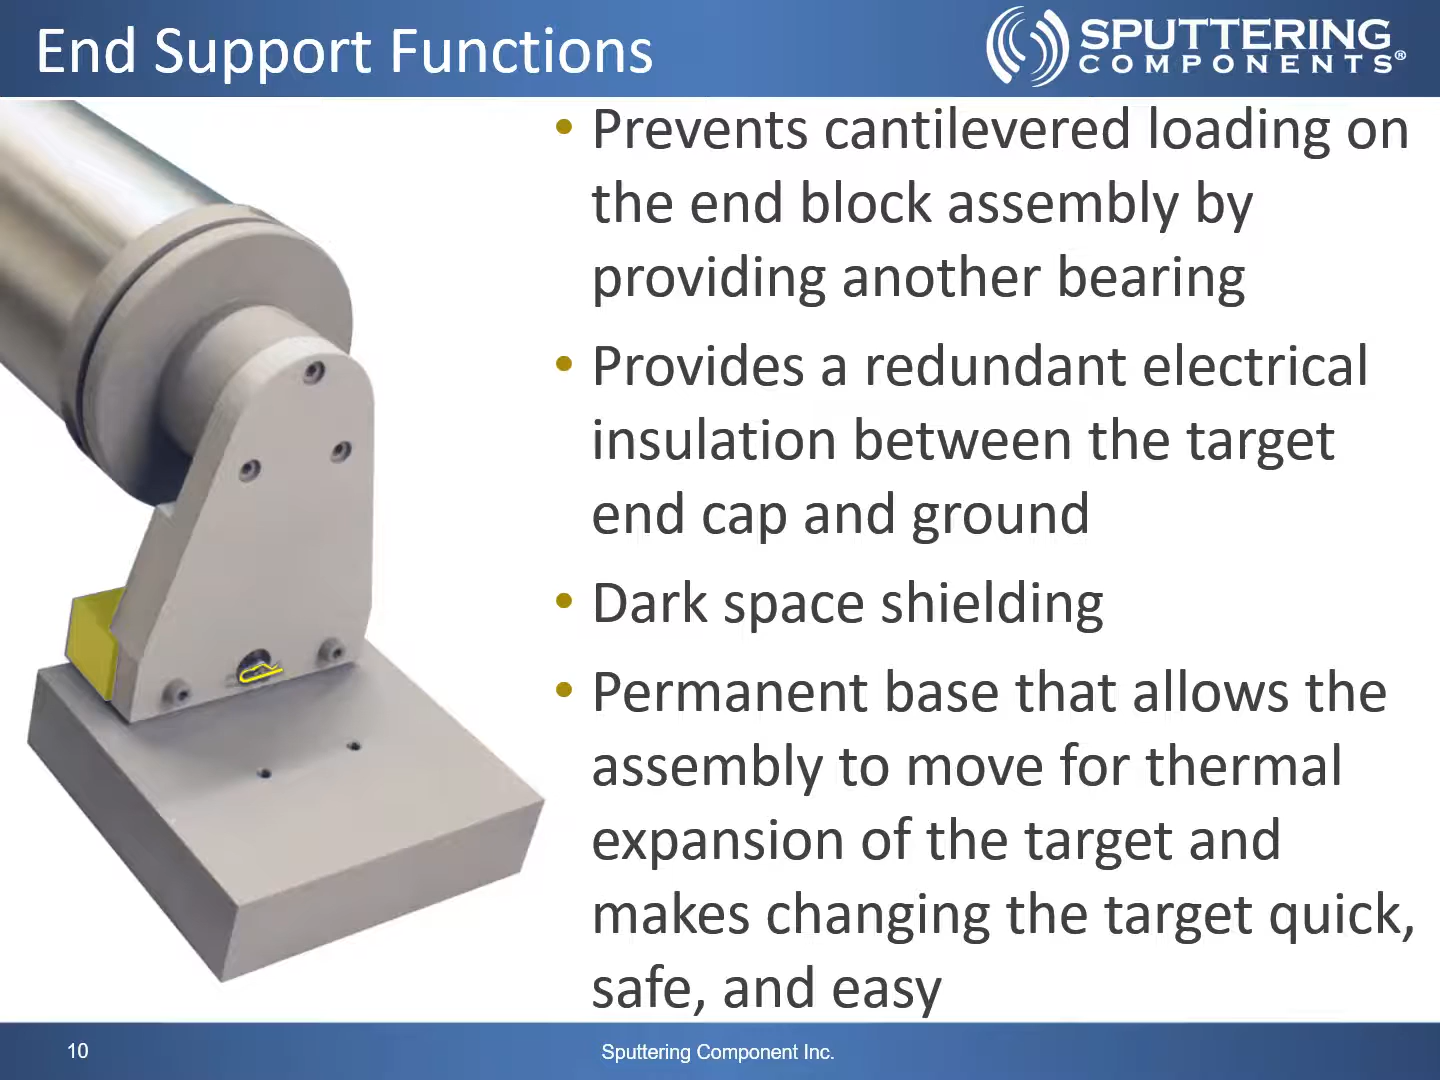 End Support Functions
SPUTTERING
COMPONENTS®
• Prevents cantilevered loading on
the end block assembly by
providing another bearing
• Provides a redundant electrical
insulation between the target
end cap and ground
• Dark space shielding
• Permanent base that allows the
assembly to move for thermal
expansion of the target and
makes changing the target quick,
safe, and easy
10
Sputtering Component Inc.